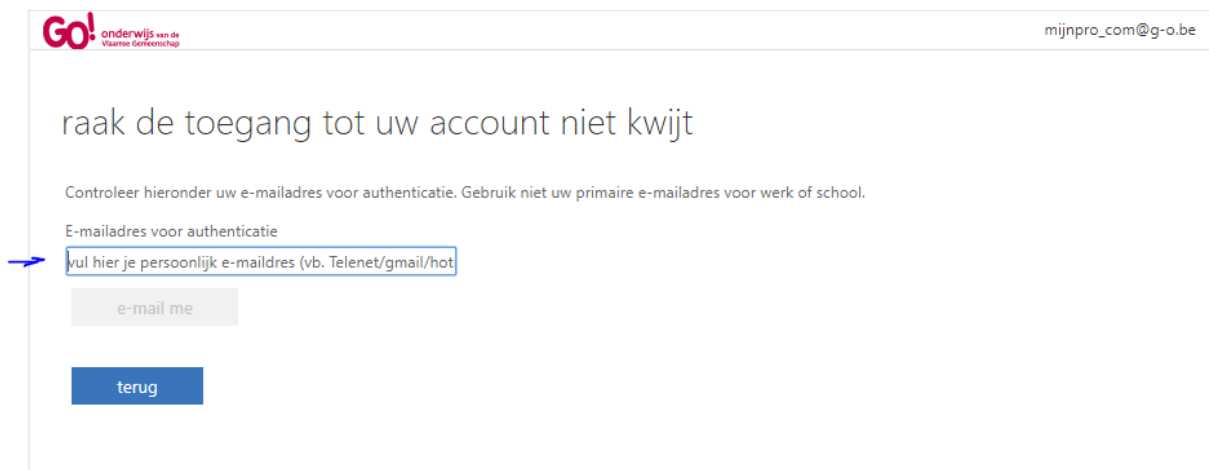 GO! onderwijs van de
Vlaamse Gemeenschap
mijnpro_com@g-o.be
raak de toegang tot uw account niet kwijt
Controleer hieronder uw e-mailadres voor authenticatie. Gebruik niet uw primaire e-mailadres voor werk of school.
E-mailadres voor authenticatie
vul hier je persoonlijk e-maildres (vb. Telenet/gmail/hot
e-mail me
terug